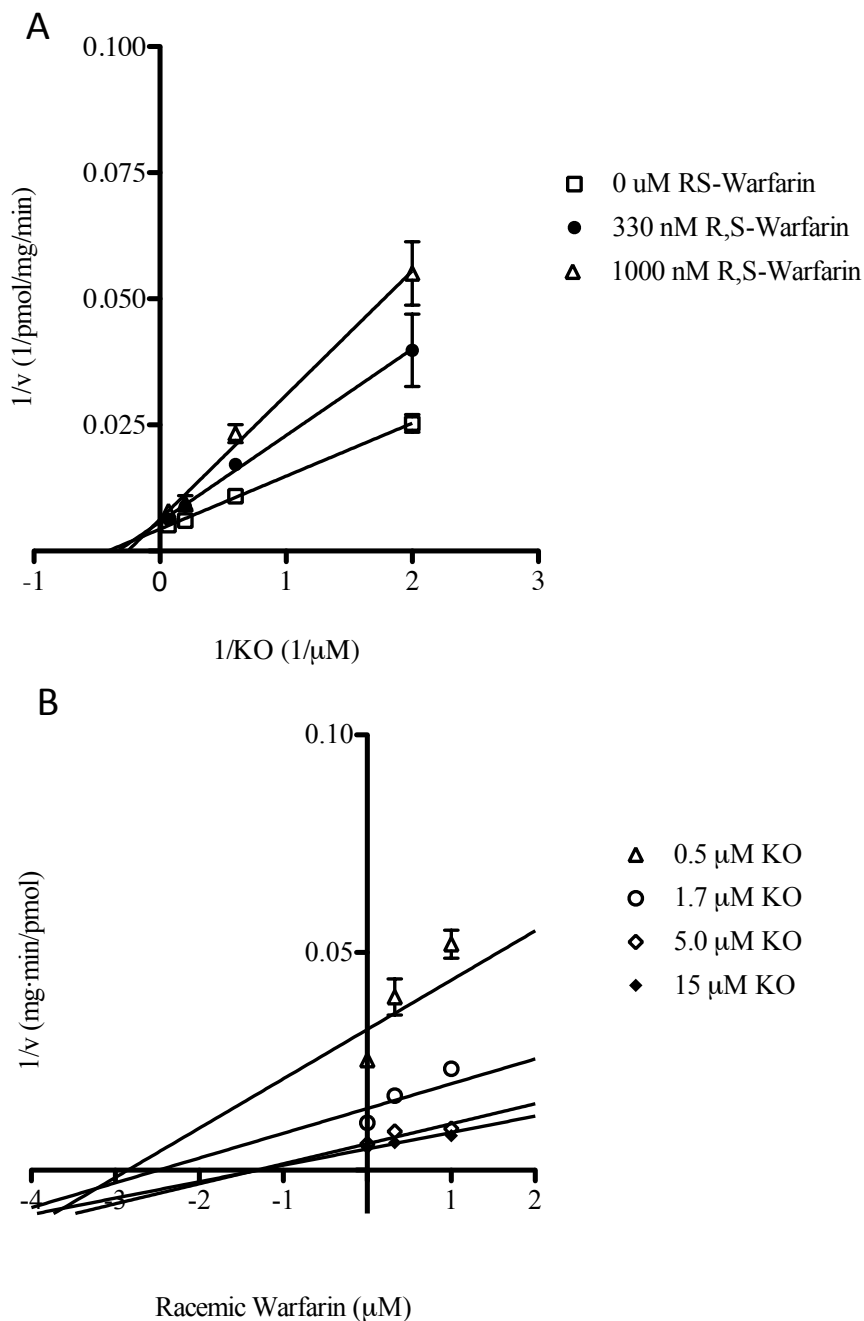 A
0.100
0.075
0.050
0.025
-1 0 1 2 3
1/v (1/pmol/mg/min)
1/KO (1/μM)
0 uM RS-Warfarin
330 nM R,S-Warfarin
1000 nM R,S-Warfarin
B
0.10
0.05
-4 -3 -2 -1 1 2
1/v (mg·min/pmol)
Racemic Warfarin (μM)
0.5 μM KO
1.7 μM KO
5.0 μM KO
15 μM KO